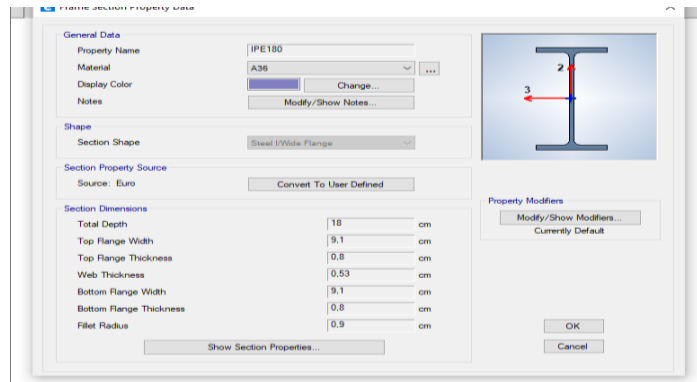 Frame Section Property Data
General Data
Property Name IPE180
Material A36 ...
Display Color Change...
Notes Modify/Show Notes...
Shape
Section Shape Steel I/Wide Flange
Section Property Source
Source: Euro Convert To User Defined
Section Dimensions
Total Depth 18 cm
Top Flange Width 9,1 cm
Top Flange Thickness 0,8 cm
Web Thickness 0,53 cm
Bottom Flange Width 9,1 cm
Bottom Flange Thickness 0,8 cm
Fillet Radius 0,9 cm
Show Section Properties...
2
3
Property Modifiers
Modify/Show Modifiers...
Currently Default
OK
Cancel